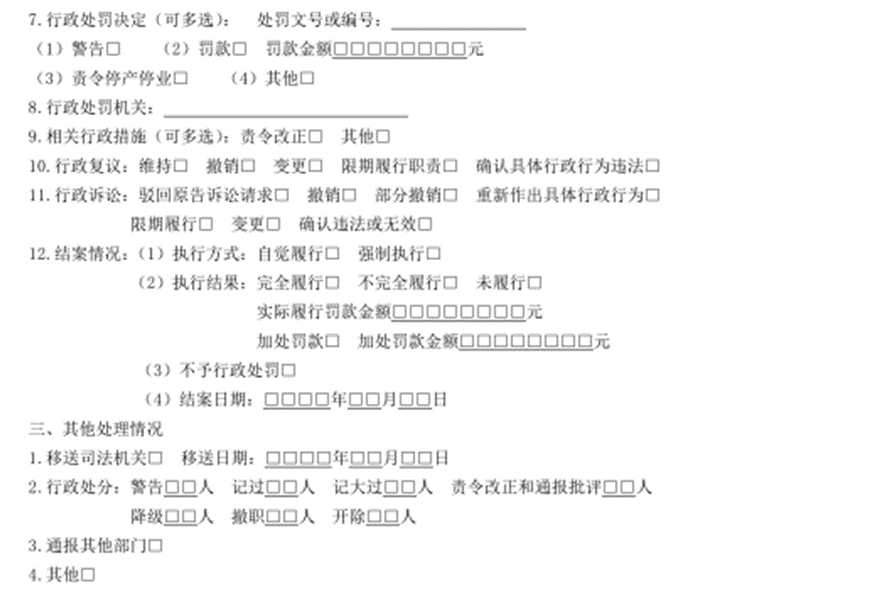 7. 行政处罚决定（可多选）： 处罚文号或编号：________________
（1）警告□ （2）罚款□ 罚款金额□□□□□□□□元
（3）责令停产停业□ （4）其他□
8. 行政处罚机关：____________________________
9. 相关行政措施（可多选）：责令改正□ 其他□
10. 行政复议：维持□ 撤销□ 变更□ 限期履行职责□ 确认具体行政行为违法□
11. 行政诉讼：驳回原告诉讼请求□ 撤销□ 部分撤销□ 重新作出具体行政行为□
限期履行□ 变更□ 确认违法或无效□
12. 结案情况：（1）执行方式：自觉履行□ 强制执行□
（2）执行结果：完全履行□ 不完全履行□ 未履行□
实际履行罚款金额□□□□□□□□元
加处罚款□ 加处罚款金额□□□□□□□□元
（3）不予行政处罚□
（4）结案日期：□□□□年□□月□□日
三、其他处理情况
1. 移送司法机关□ 移送日期：□□□□年□□月□□日
2. 行政处分：警告□□人 记过□□人 记大过□□人 责令改正和通报批评□□人
降级□□人 撤职□□人 开除□□人
3. 通报其他部门□
4. 其他□